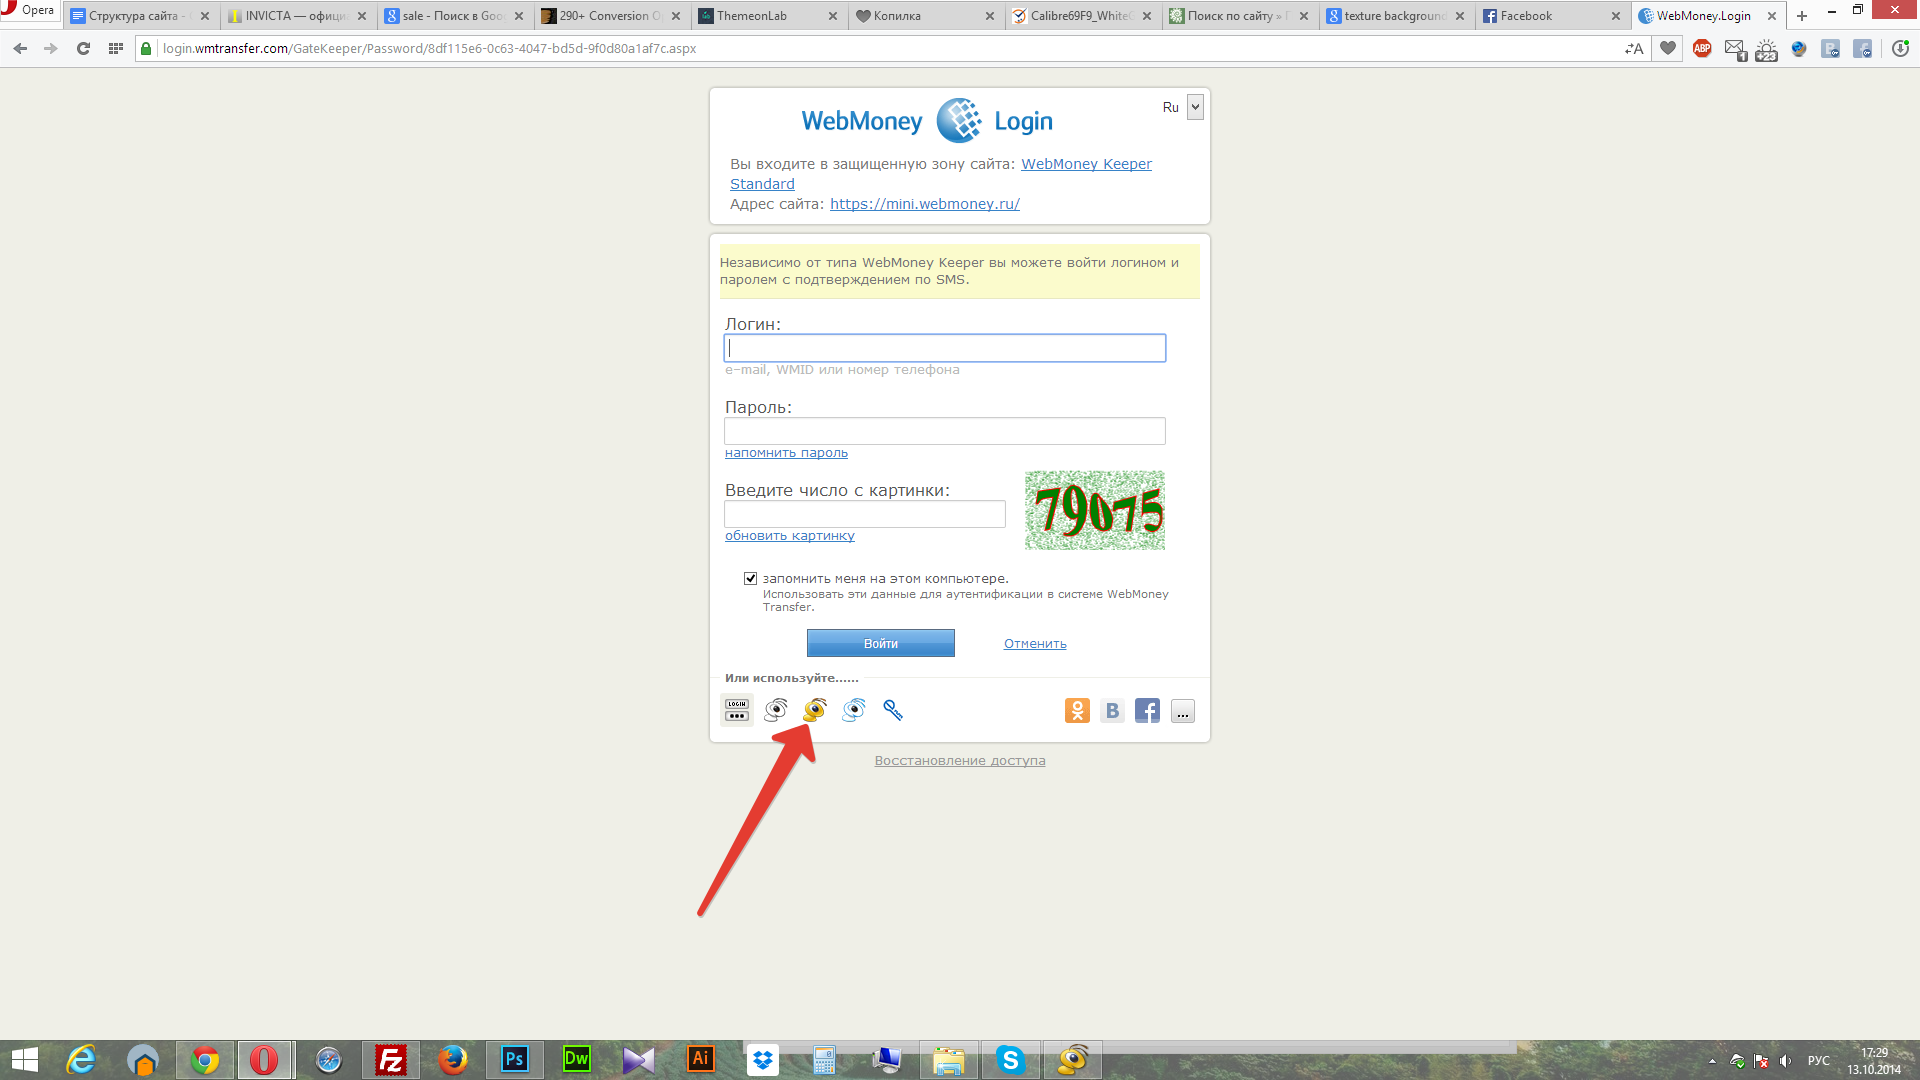 Opera
Структура сайта -
INVICTA — офици
sale - Поиск в Goo
290+ Conversion O
ThemeonLab
Копилка
Calibre69F9_White
Поиск по сайту »
texture background
Facebook
WebMoney.Login
login.wmtransfer.com/GateKeeper/Password/8df115e6-0c63-4047-bd5d-9f0d80a1af7c.aspx
ABP
1
+23
WebMoney Login
Ru
Вы входите в защищенную зону сайта: WebMoney Keeper
Standard
Адрес сайта: https://mini.webmoney.ru/
Независимо от типа WebMoney Keeper вы можете войти логином и
паролем с подтверждением по SMS.
Логин:
e-mail, WMID или номер телефона
Пароль:
напомнить пароль
Введите число с картинки:
79075
обновить картинку
запомнить меня на этом компьютере.
Использовать эти данные для аутентификации в системе WebMoney
Transfer.
Войти
Отменить
Или используйте......
LOGIN
В
f
...
Восстановление доступа
Fz
Ps
Dw
Ai
S
РУС
17:29
13.10.2014